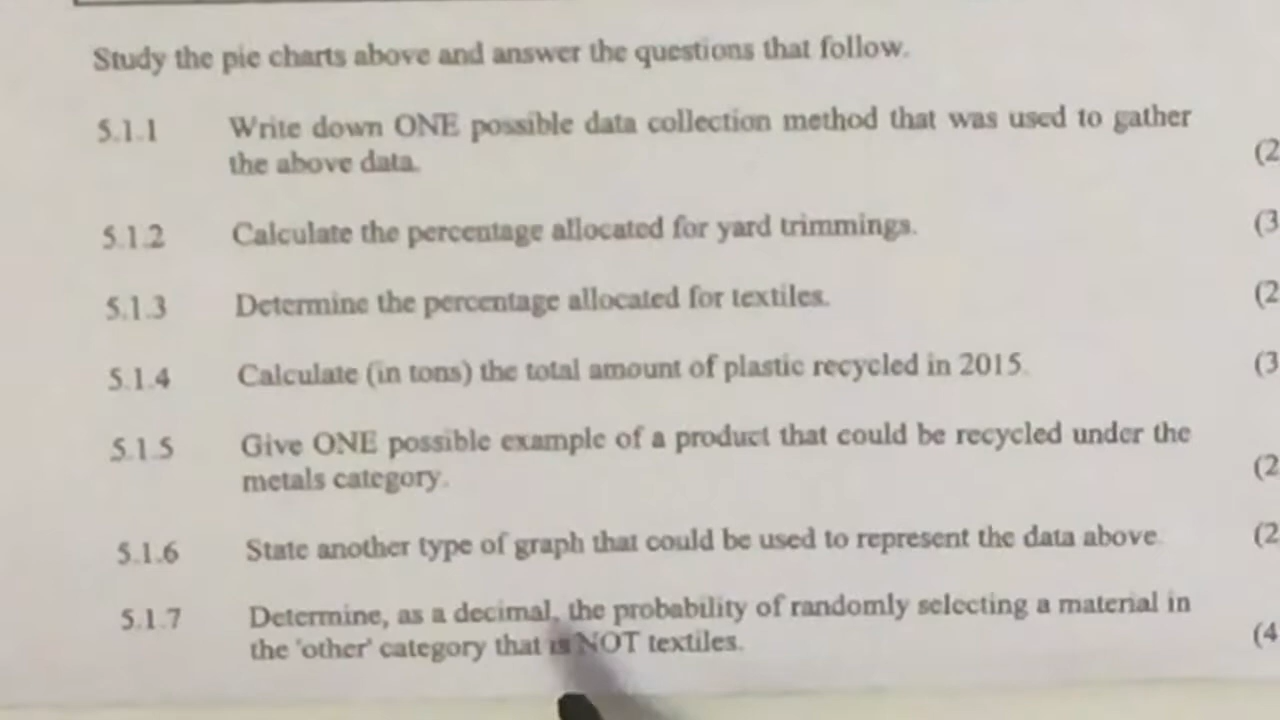 Study the pie charts above and answer the questions that follow.
5.1.1 Write down ONE possible data collection method that was used to gather
the above data. (2
5.1.2 Calculate the percentage allocated for yard trimmings. (3
5.1.3 Determine the percentage allocated for textiles. (2
5.1.4 Calculate (in tons) the total amount of plastic recycled in 2015. (3
5.1.5 Give ONE possible example of a product that could be recycled under the
metals category. (2
5.1.6 State another type of graph that could be used to represent the data above. (2
5.1.7 Determine, as a decimal, the probability of randomly selecting a material in
the 'other' category that is NOT textiles. (4